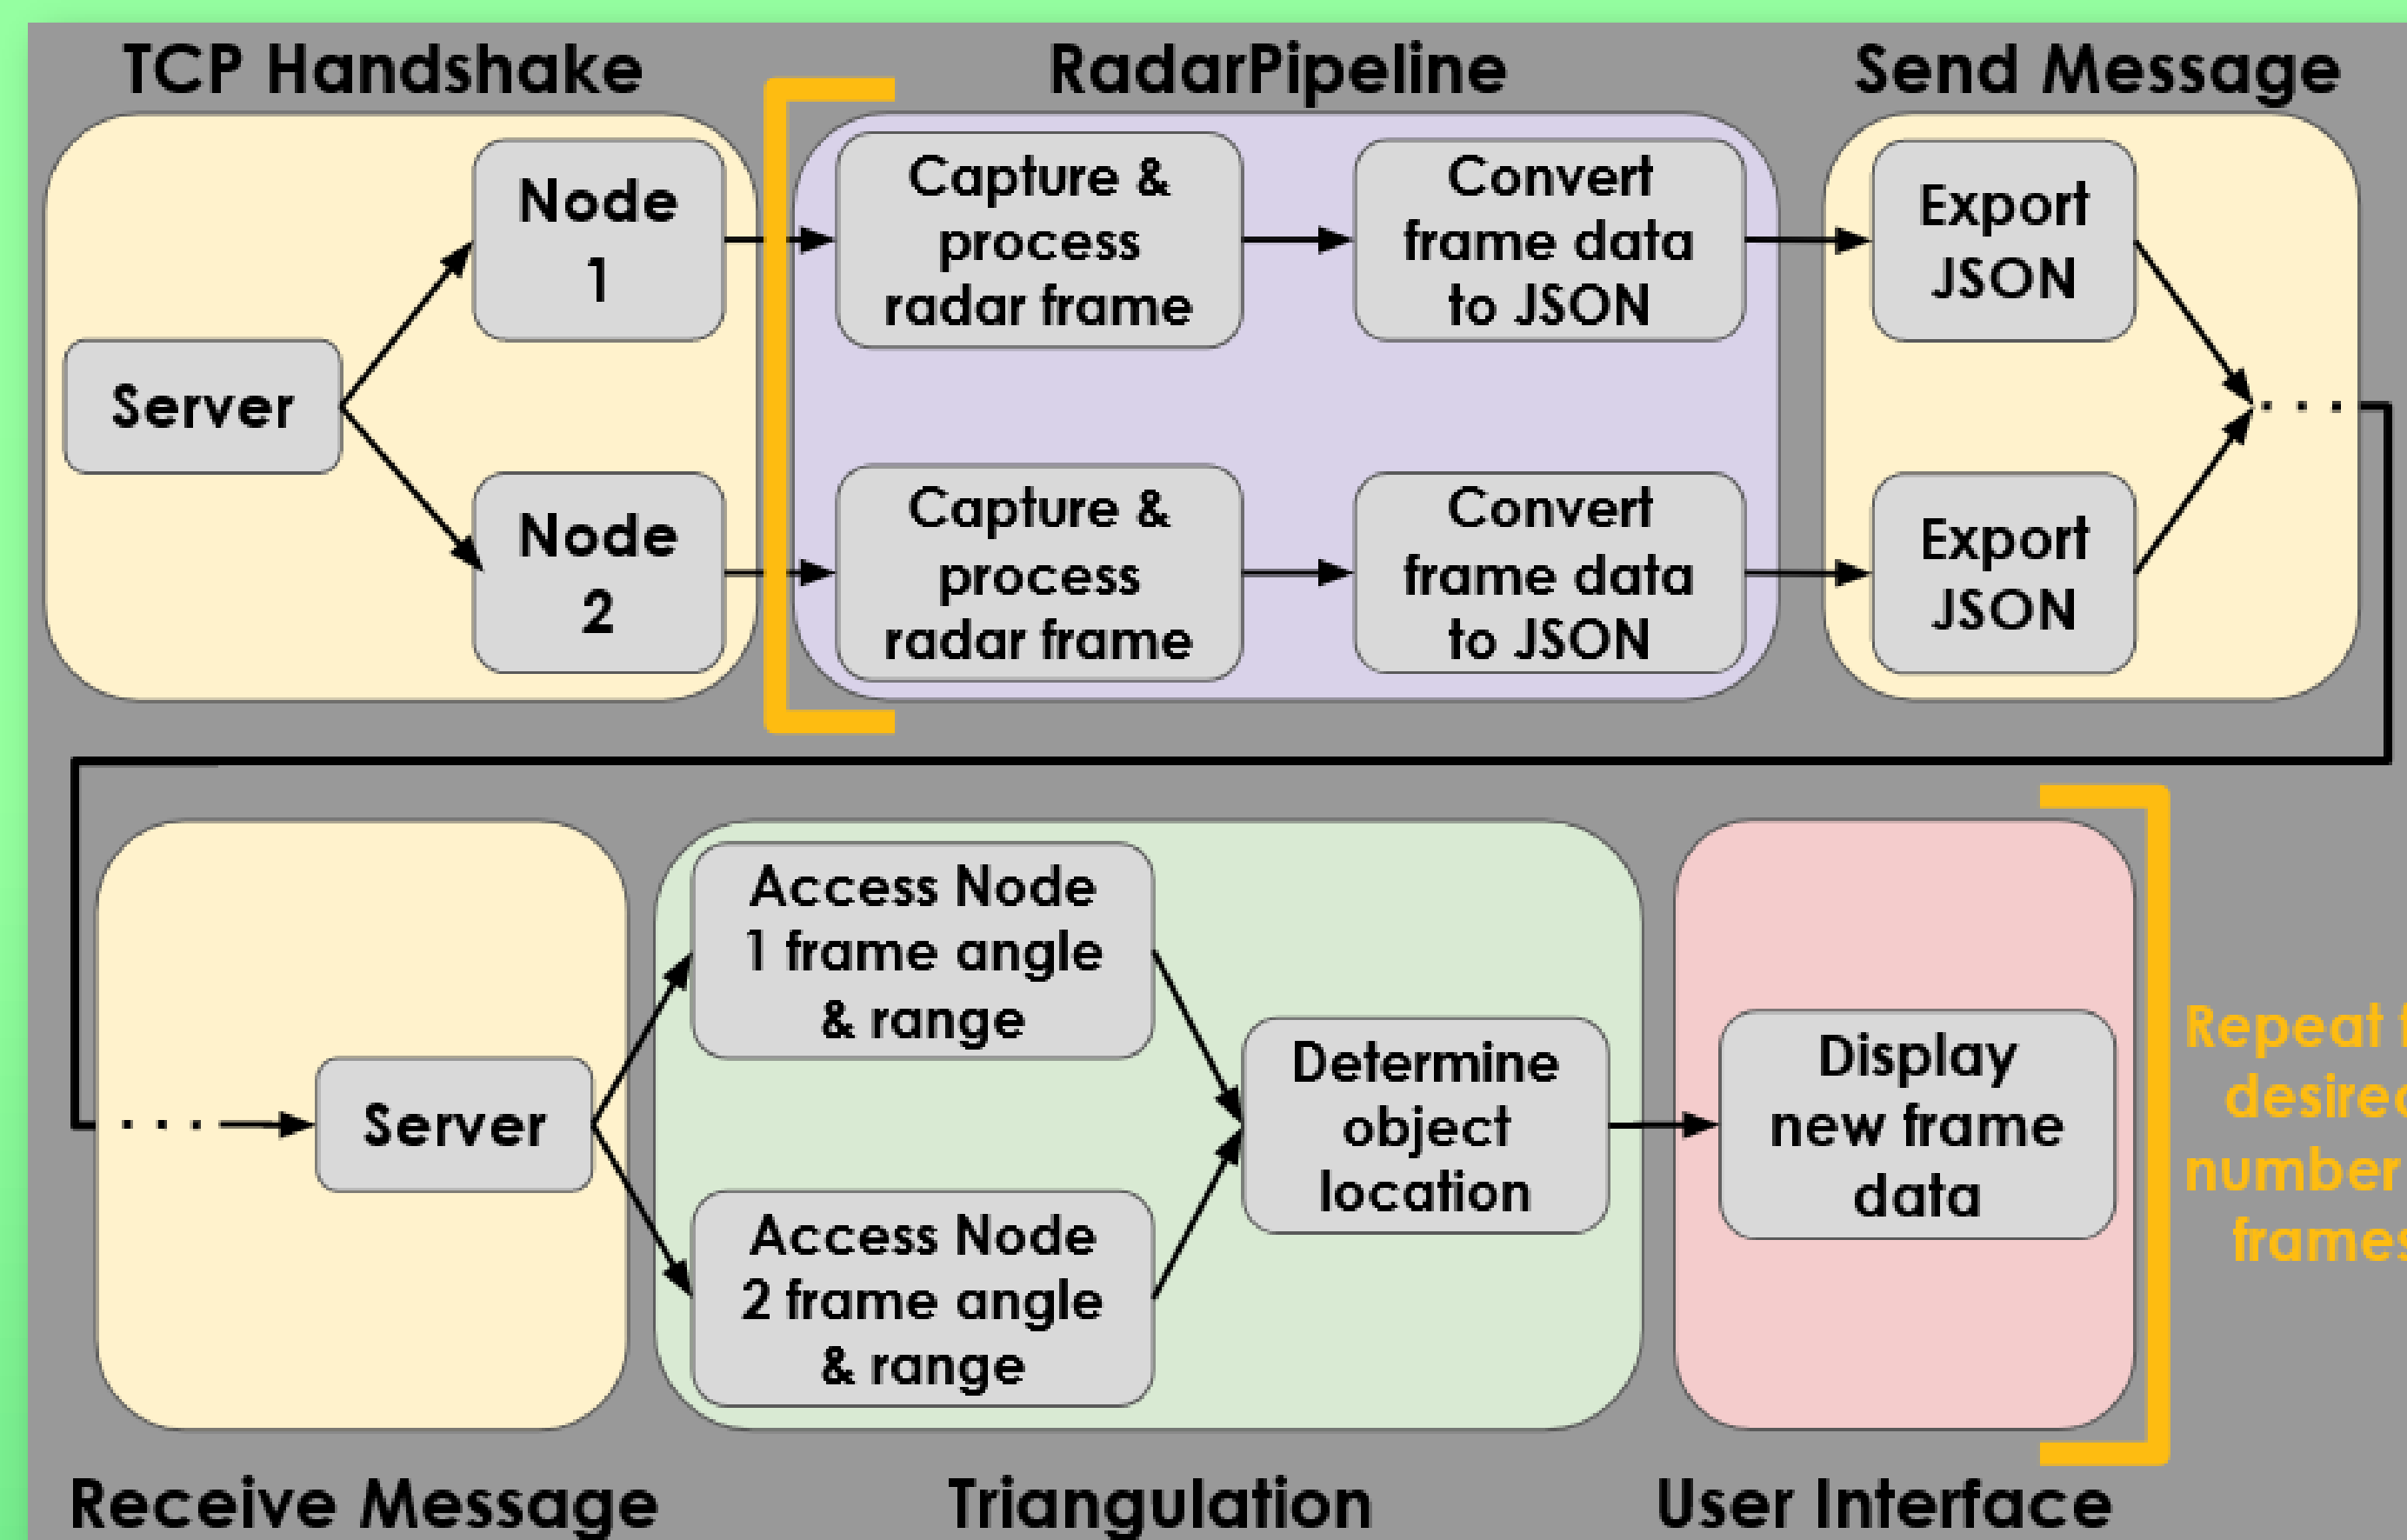 TCP Handshake
RadarPipeline
Send Message
Server
Node
1
Node
2
Capture &
process
radar frame
Convert
frame data
to JSON
Export
JSON
Capture &
process
radar frame
Convert
frame data
to JSON
Export
JSON
Server
Access Node
1 frame angle
& range
Access Node
2 frame angle
& range
Determine
object
location
Display
new frame
data
Repeat
number
Receive Message
Triangulation
User Interface